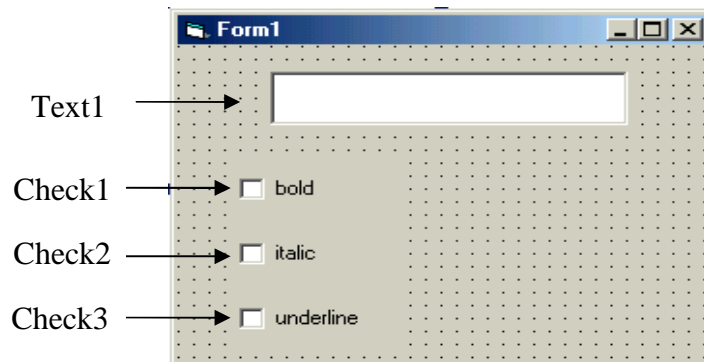 Form1
Text1
Check1 bold
Check2 italic
Check3 underline